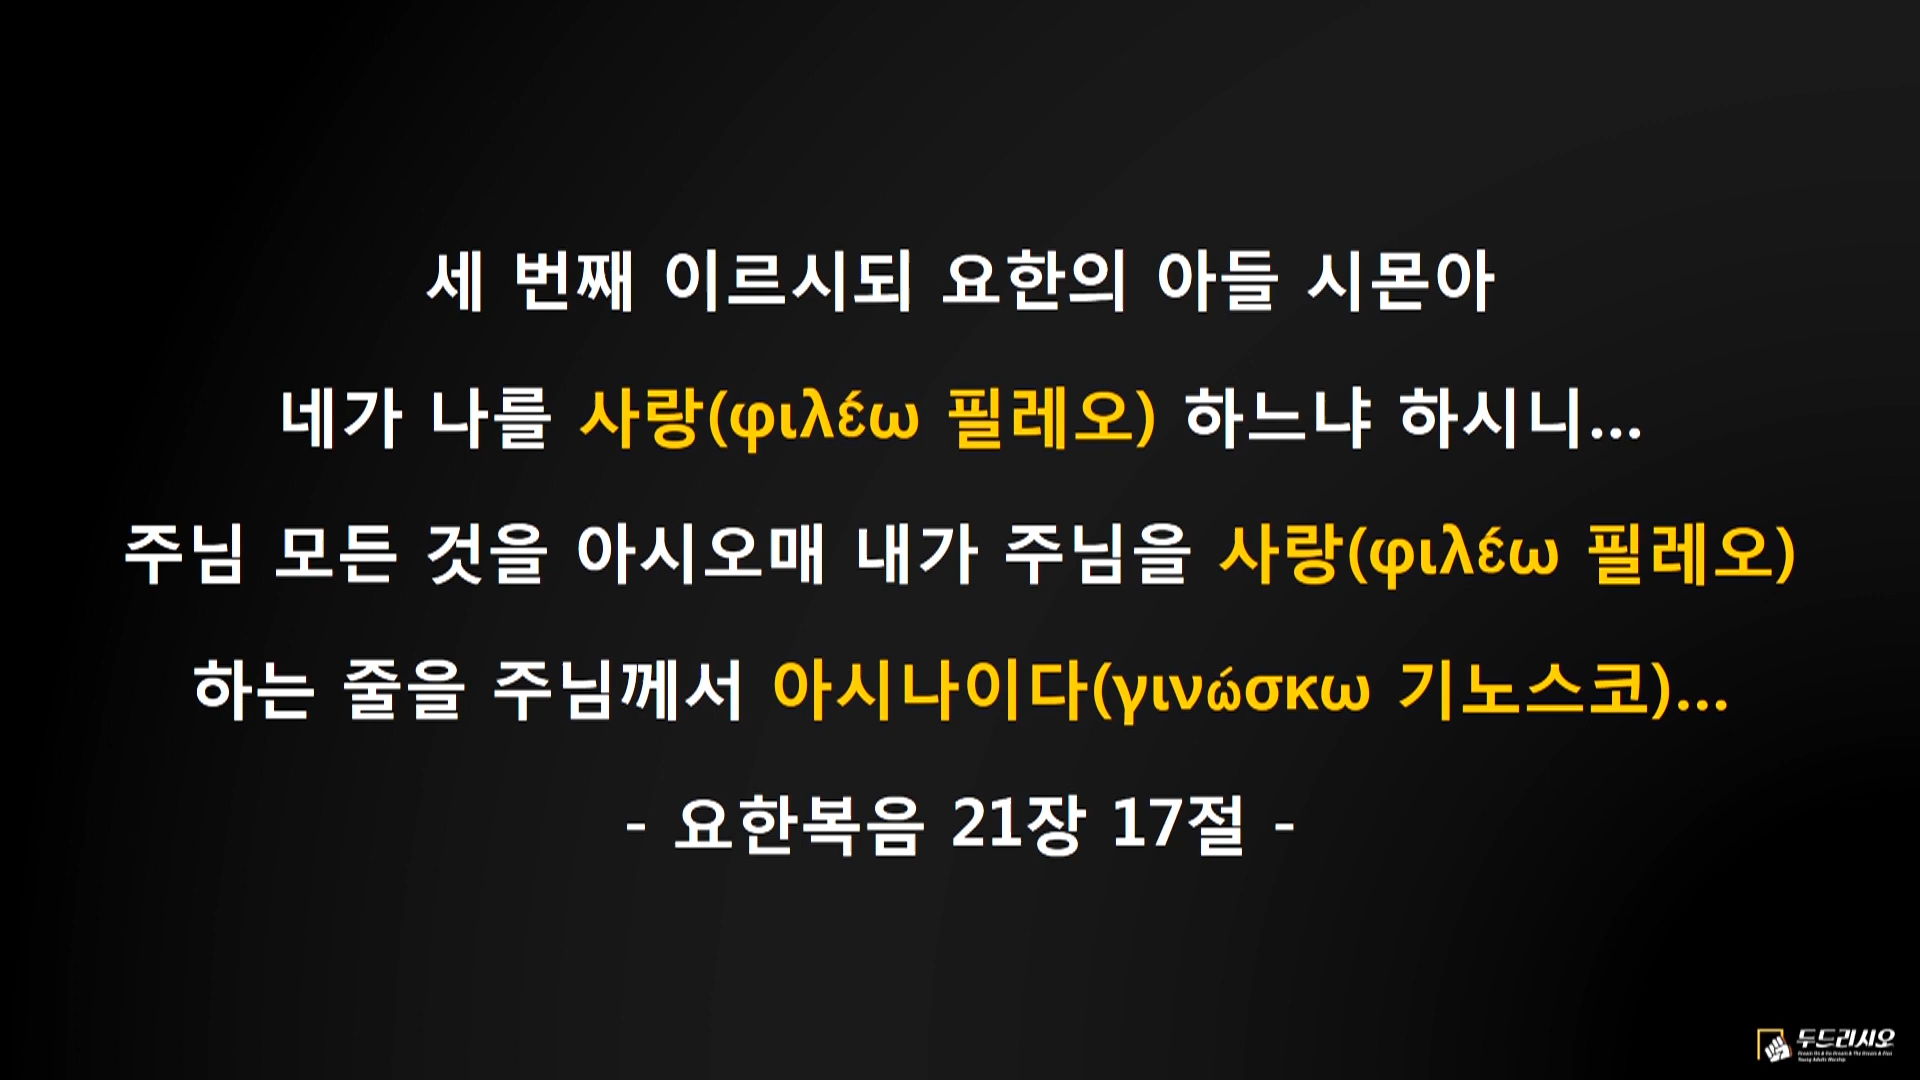 세 번째 이르시되 요한의 아들 시몬아
네가 나를 사랑(φιλέω 필레오) 하느냐 하시니...
주님 모든 것을 아시오매 내가 주님을 사랑(φιλέω 필레오)
하는 줄을 주님께서 아시나이다(γινώσκω 기노스코)...
- 요한복음 21장 17절 -
두드리시오
Young Adults Worship